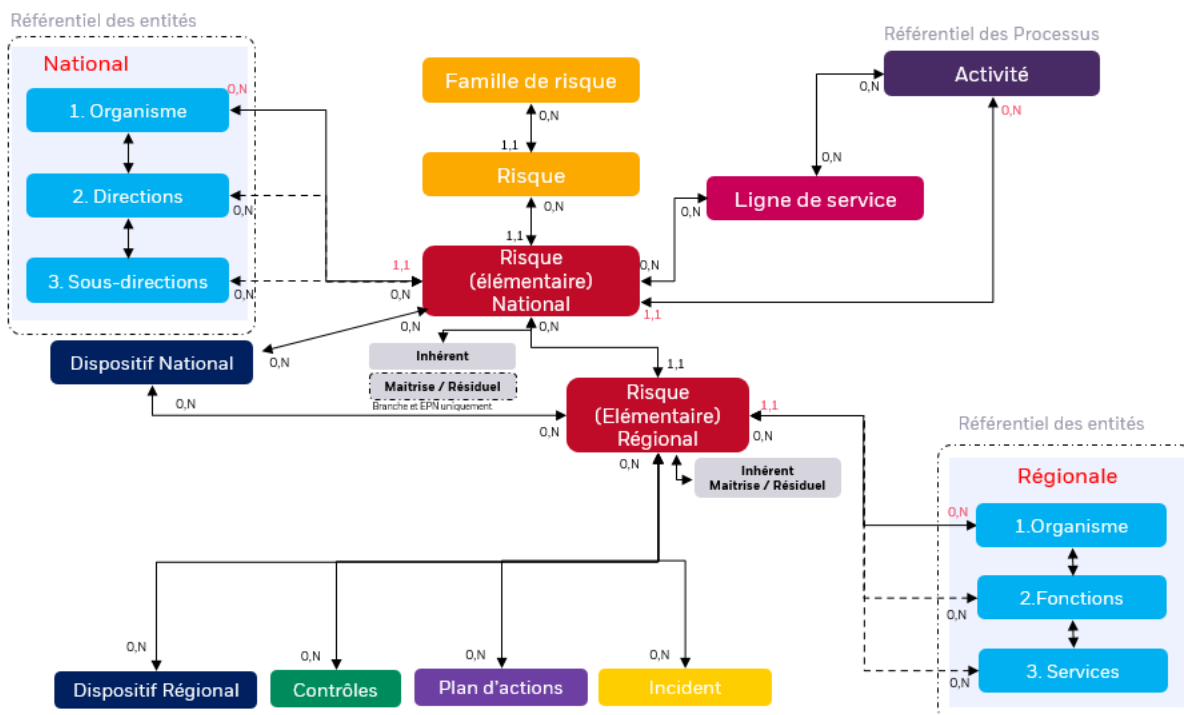 Référentiel des entités
National
1. Organisme
0,N
2. Directions
0,N
3. Sous-directions
0,N
Famille de risque
0,N
1,1
Risque
0,N
1,1
Référentiel des Processus
Activité
0,N
0,N
0,N
Ligne de service
0,N
1,1
0,N
Risque
(élémentaire)
National
0,N
1,1
0,N
0,N
Dispositif National
0,N
0,N
Inhérent
Maitrise / Résiduel
Branche et EPN uniquement
1,1
Risque
(Elémentaire)
Régional
0,N
1,1
0,N
0,N
Inhérent
Maitrise / Résiduel
Référentiel des entités
Régionale
0,N
1.Organisme
0,N
2.Fonctions
0,N
3. Services
0,N
Dispositif Régional
0,N
Contrôles
0,N
Plan d'actions
0,N
Incident